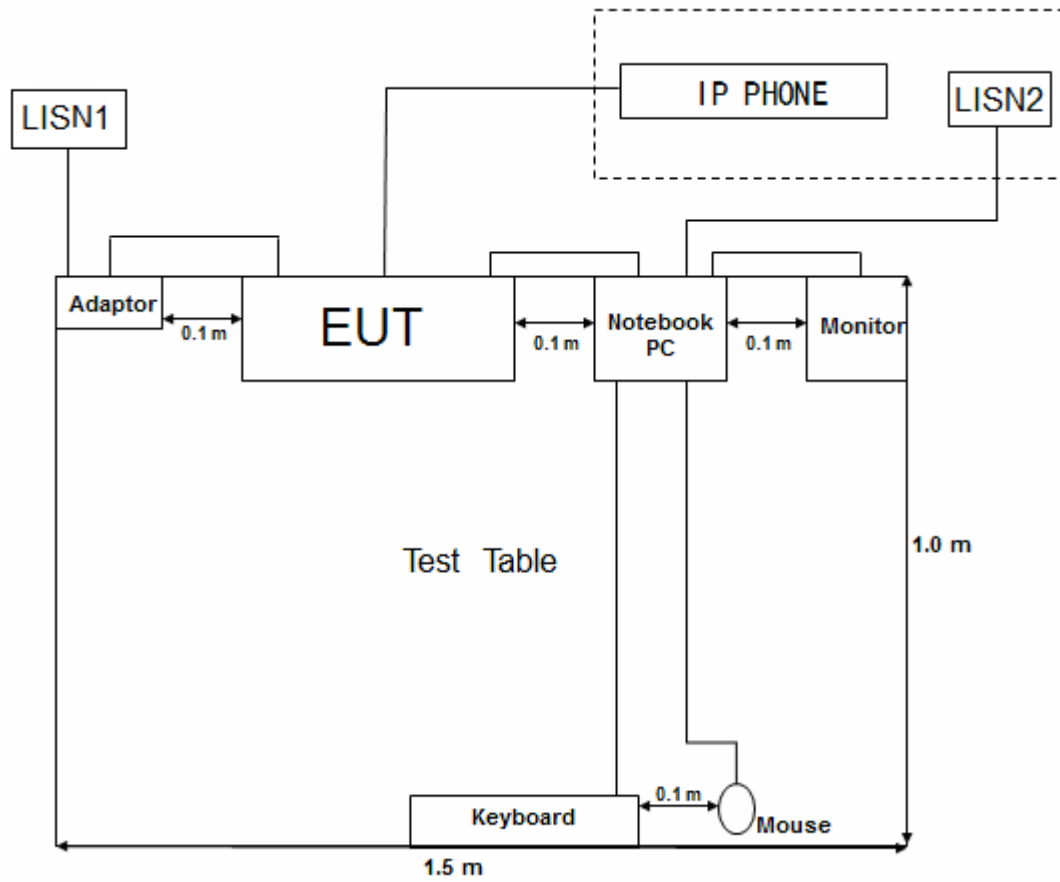 IP PHONE
LISN1
LISN2
Adaptor
EUT
Notebook
PC
Monitor
0.1 m
0.1 m
0.1 m
Test Table
1.0 m
0.1 m
Keyboard
Mouse
1.5 m